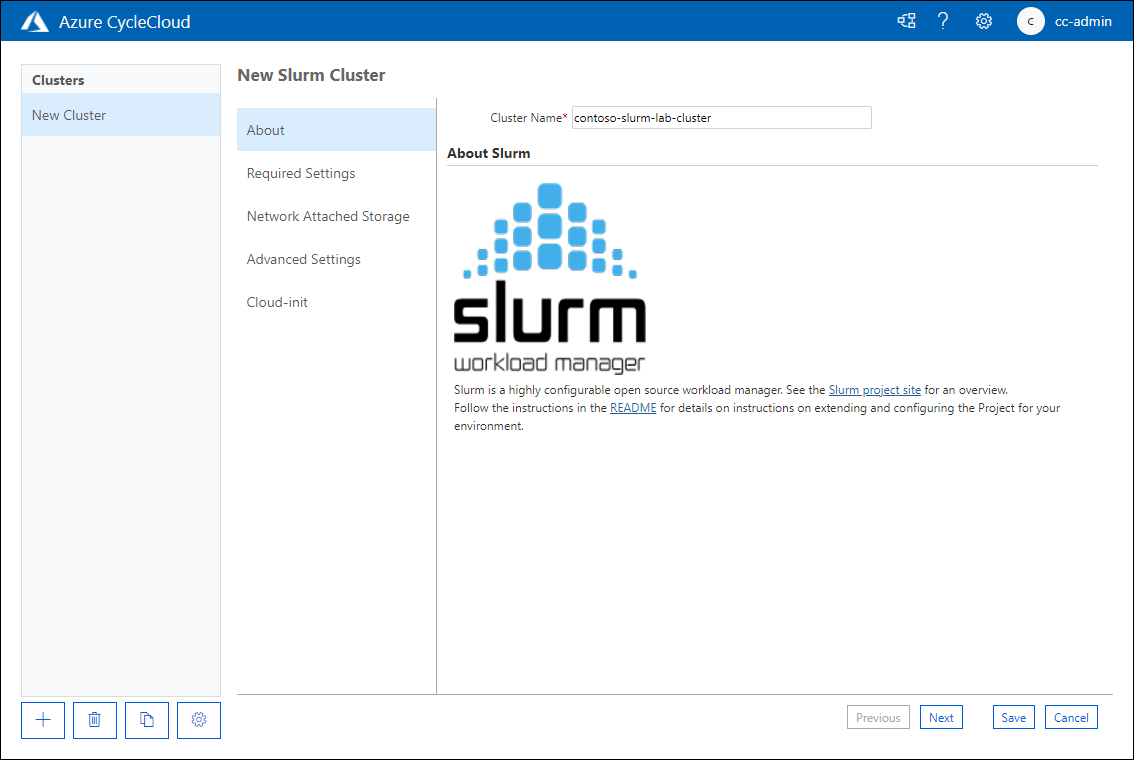 Azure CycleCloud
?
C
cc-admin
Clusters
New Cluster
New Slurm Cluster
About
Required Settings
Network Attached Storage
Advanced Settings
Cloud-init
Cluster Name* contoso-slurm-lab-cluster
About Slurm
slurm
workload manager
Slurm is a highly configurable open source workload manager. See the Slurm project site for an overview.
Follow the instructions in the README for details on instructions on extending and configuring the Project for your
environment.
Previous Next Save Cancel